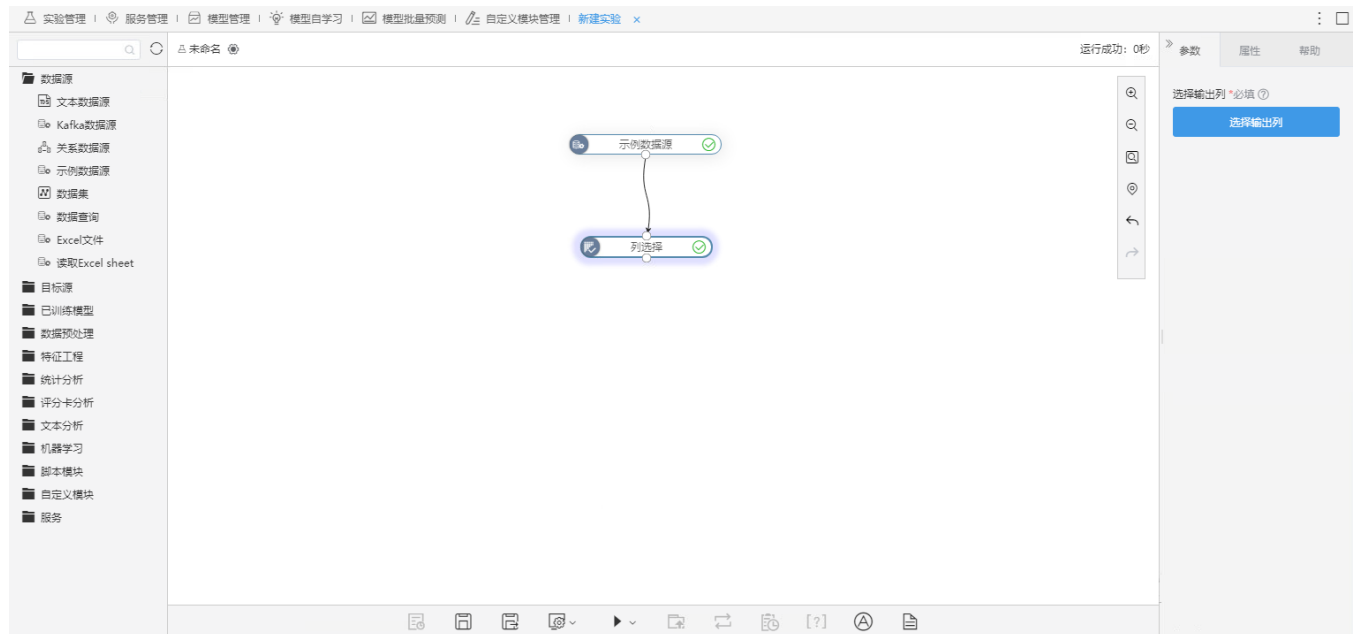 实验管理 服务管理 模型管理 模型自学习 模型批量预测 自定义模块管理 新建实验 ×
未命名 运行成功：0秒
参数 属性 帮助
数据源
文本数据源
Kafka数据源
关系数据源
示例数据源
数据集
数据查询
Excel文件
读取Excel sheet
目标源
已训练模型
数据预处理
特征工程
统计分析
评分卡分析
文本分析
机器学习
脚本模块
自定义模块
服务
示例数据源
列选择
选择输出列 *必填
选择输出列
[?] A